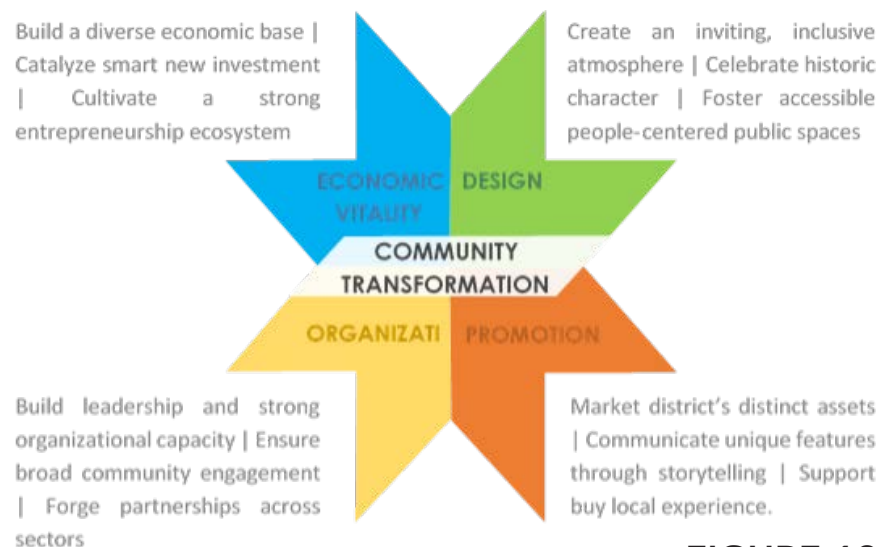 Build a diverse economic base |
Catalyze smart new investment
| Cultivate a strong
entrepreneurship ecosystem
Create an inviting, inclusive
atmosphere | Celebrate historic
character | Foster accessible
people-centered public spaces
ECONOMIC
VITALITY
DESIGN
COMMUNITY
TRANSFORMATION
ORGANIZATI
PROMOTION
Build leadership and strong
organizational capacity | Ensure
broad community engagement
| Forge partnerships across
sectors
Market district’s distinct assets
| Communicate unique features
through storytelling | Support
buy local experience.